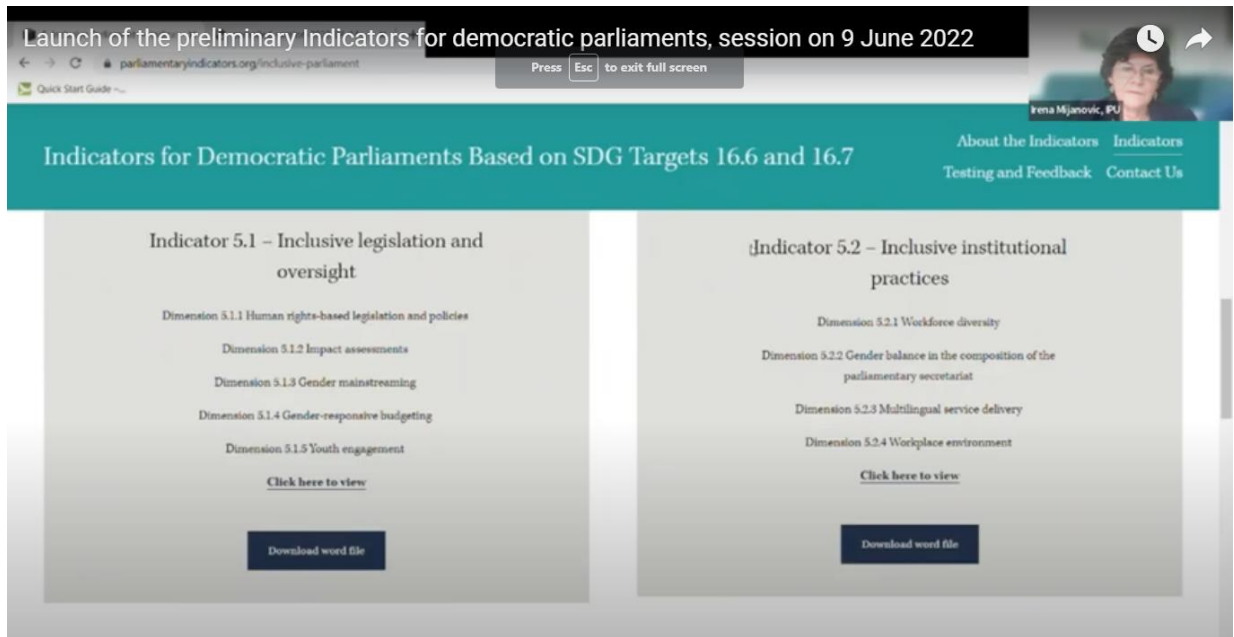 Launch of the preliminary Indicators for democratic parliaments, session on 9 June 2022
parliamentaryindicators.org/inclusive-parliament
Press Esc to exit full screen
Quick Start Guide –...
Irena Mijanovic, IPU
Indicators for Democratic Parliaments Based on SDG Targets 16.6 and 16.7
About the Indicators Indicators
Testing and Feedback Contact Us
Indicator 5.1 – Inclusive legislation and
oversight
Dimension 5.1.1 Human rights-based legislation and policies
Dimension 5.1.2 Impact assessments
Dimension 5.1.3 Gender mainstreaming
Dimension 5.1.4 Gender-responsive budgeting
Dimension 5.1.5 Youth engagement
Click here to view
Download word file
Indicator 5.2 – Inclusive institutional
practices
Dimension 5.2.1 Workforce diversity
Dimension 5.2.2 Gender balance in the composition of the
parliamentary secretariat
Dimension 5.2.3 Multilingual service delivery
Dimension 5.2.4 Workplace environment
Click here to view
Download word file